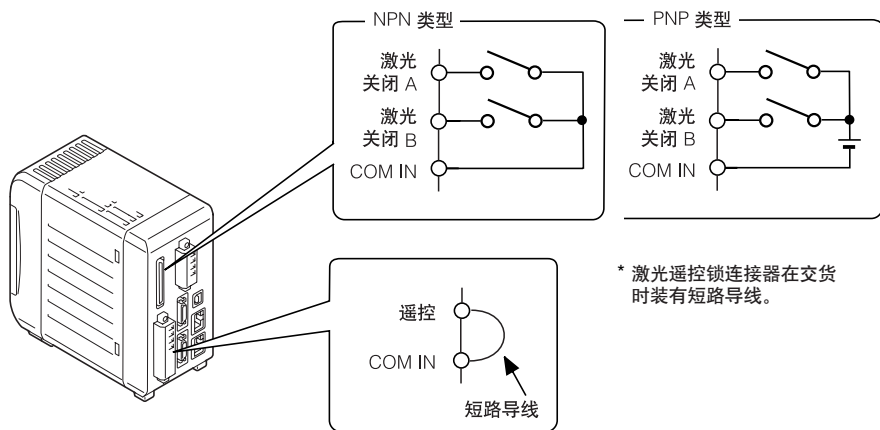 NPN 类型
激光
关闭 A
激光
关闭 B
COM IN
PNP 类型
激光
关闭 A
激光
关闭 B
COM IN
* 激光遥控锁连接器在交货
时装有短路导线。
遥控
COM IN
短路导线